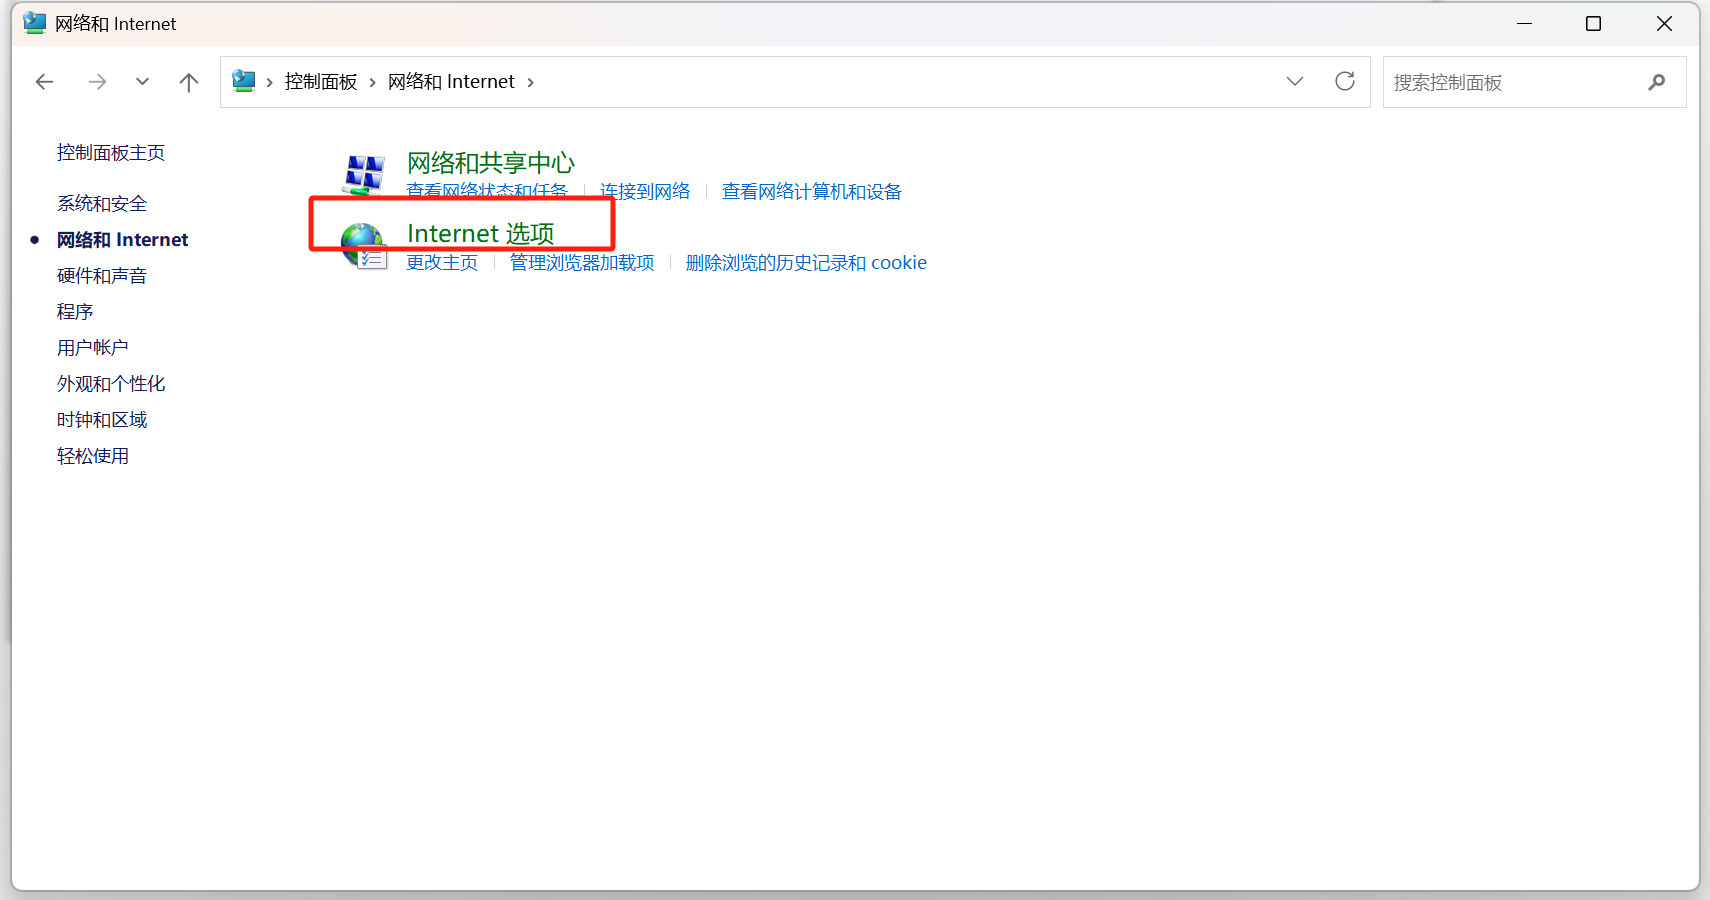 网络和 Internet
控制面板 网络和 Internet
搜索控制面板
控制面板主页
系统和安全
网络和 Internet
硬件和声音
程序
用户帐户
外观和个性化
时钟和区域
轻松使用
网络和共享中心
查看网络状态和任务 连接到网络 查看网络计算机和设备
Internet 选项
更改主页 管理浏览器加载项 删除浏览的历史记录和 cookie